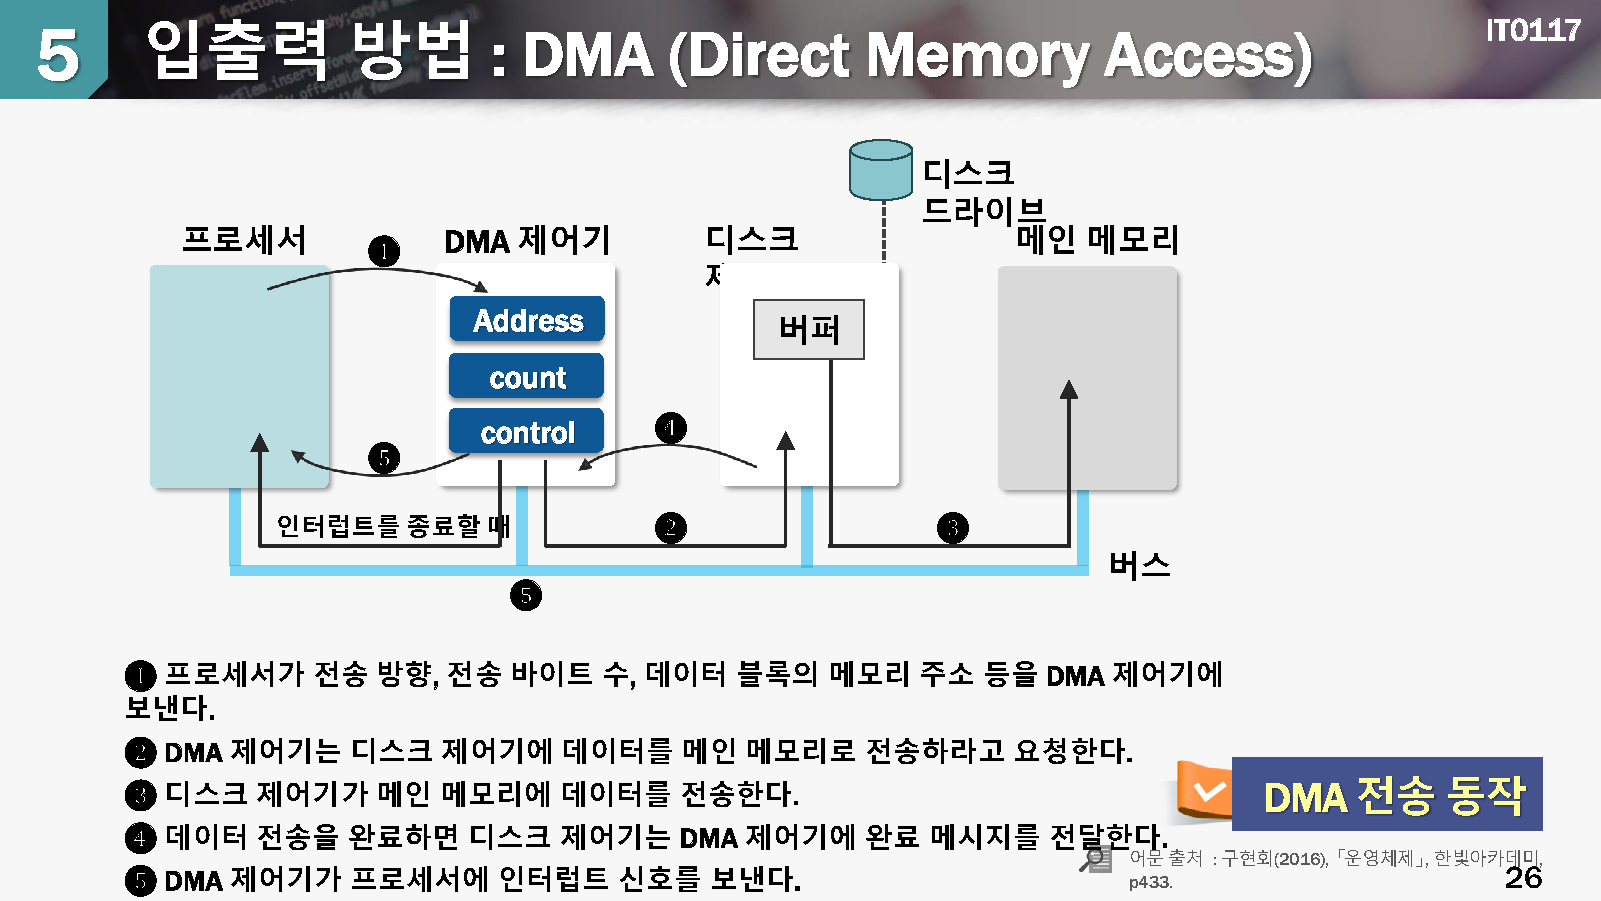 5 입출력 방법 : DMA (Direct Memory Access)
IT0117
디스크
드라이브
프로세서
❶
DMA 제어기
디스크
메인 메모리
Address
버퍼
count
control
❹
❺
인터럽트를 종료할 때
❷
❸
버스
❺
❶ 프로세서가 전송 방향, 전송 바이트 수, 데이터 블록의 메모리 주소 등을 DMA 제어기에
보낸다.
❷ DMA 제어기는 디스크 제어기에 데이터를 메인 메모리로 전송하라고 요청한다.
❸ 디스크 제어기가 메인 메모리에 데이터를 전송한다.
❹ 데이터 전송을 완료하면 디스크 제어기는 DMA 제어기에 완료 메시지를 전달한다.
❺ DMA 제어기가 프로세서에 인터럽트 신호를 보낸다.
DMA 전송 동작
어문 출처 : 구현회(2016), 「운영체제」, 한빛아카데미,
p433.
26